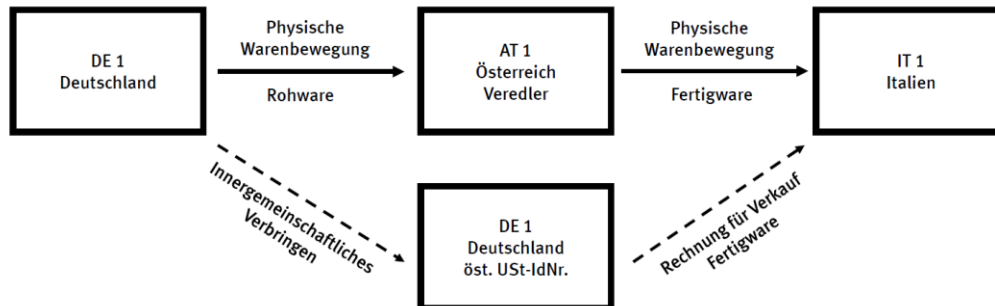 DE 1
Deutschland
Physische
Warenbewegung
Rohware
AT 1
Österreich
Veredler
Physische
Warenbewegung
Fertigware
IT 1
Italien
Innergemeinschaftliches
Verbringen
DE 1
Deutschland
öst. USt-IdNr.
Rechnung für Verkauf
Fertigware